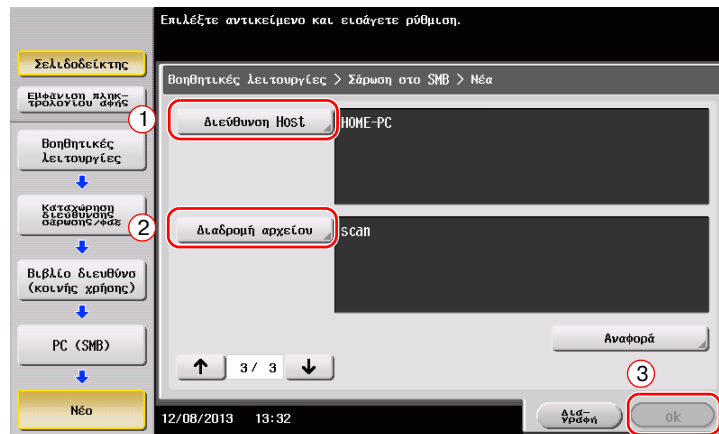 Επιλέξτε αντικείμενο και εισάγετε ρύθμιση.
Σελιδοδείκτης
Εμφάνιση πληκ-
τρολογίου αφής
Βοηθητικές
λειτουργίες
Καταχώρηση
διεύθυνσης
σάρωσης/φαξ
Βιβλίο διευθύνσ
(κοινής χρήσης)
PC (SMB)
Νέο
Βοηθητικές λειτουργίες > Σάρωση στο SMB > Νέα
1
Διεύθυνση Host
HOME-PC
2
Διαδρομή αρχείου
scan
Αναφορά
↑ 3/ 3 ↓
3
12/08/2013 13:32
Δια-
γραφή
ok